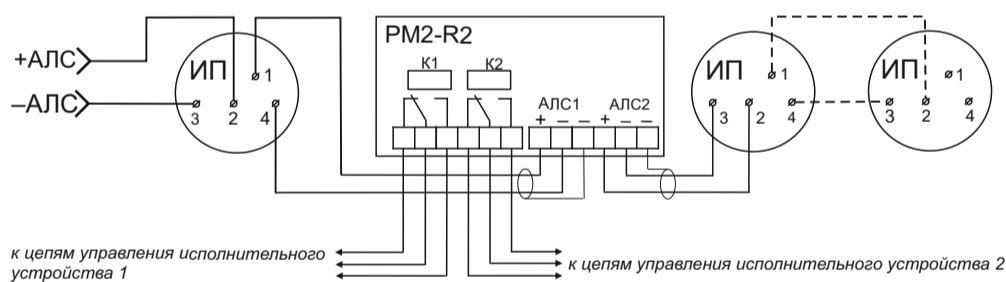 +АЛС
–АЛС
ИП
1
3
2
4
РМ2-R2
К1
К2
АЛС1
АЛС2
+ – – + – –
ИП
1
3
2
4
ИП
1
3
2
4
к цепям управления исполнительного
устройства 1
к цепям управления исполнительного устройства 2